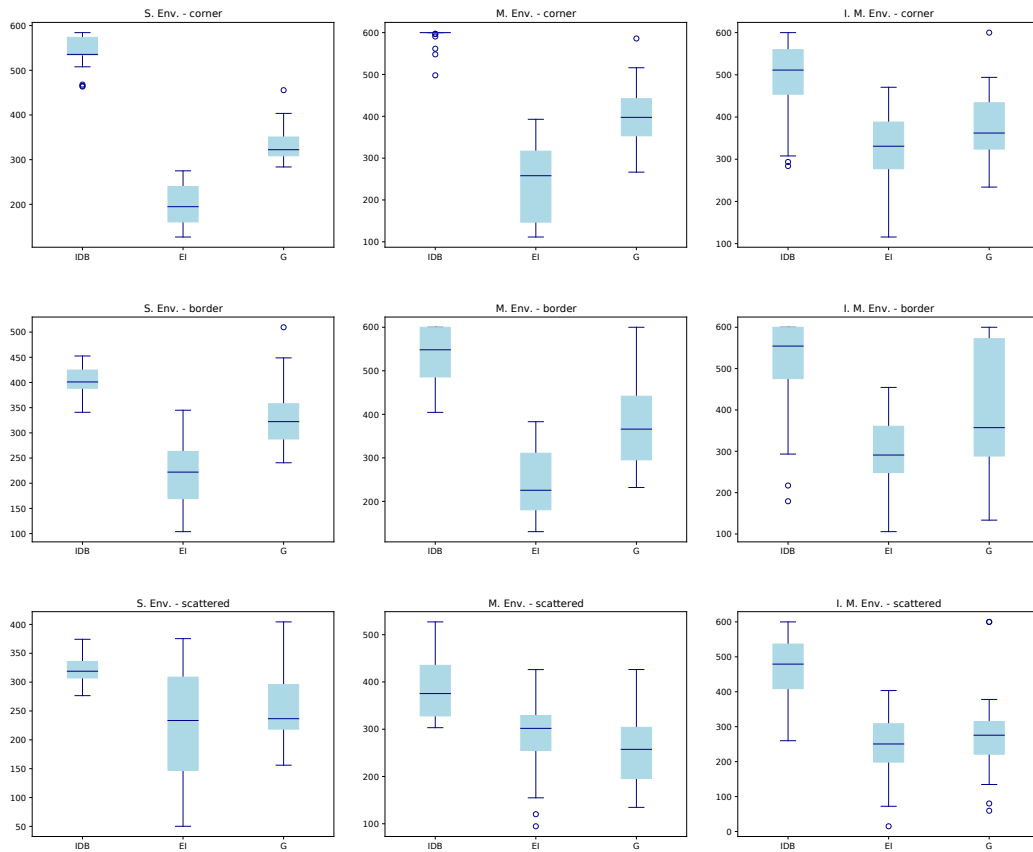 S. Env. - corner
600
500
400
300
200
IDB
EI
G
M. Env. - corner
600
500
400
300
200
100
IDB
EI
G
I. M. Env. - corner
600
500
400
300
200
100
IDB
EI
G
S. Env. - border
500
450
400
350
300
250
200
150
100
IDB
EI
G
M. Env. - border
600
500
400
300
200
IDB
EI
G
I. M. Env. - border
600
500
400
300
200
100
IDB
EI
G
S. Env. - scattered
400
350
300
250
200
150
100
50
IDB
EI
G
M. Env. - scattered
500
400
300
200
100
IDB
EI
G
I. M. Env. - scattered
600
500
400
300
200
100
0
IDB
EI
G